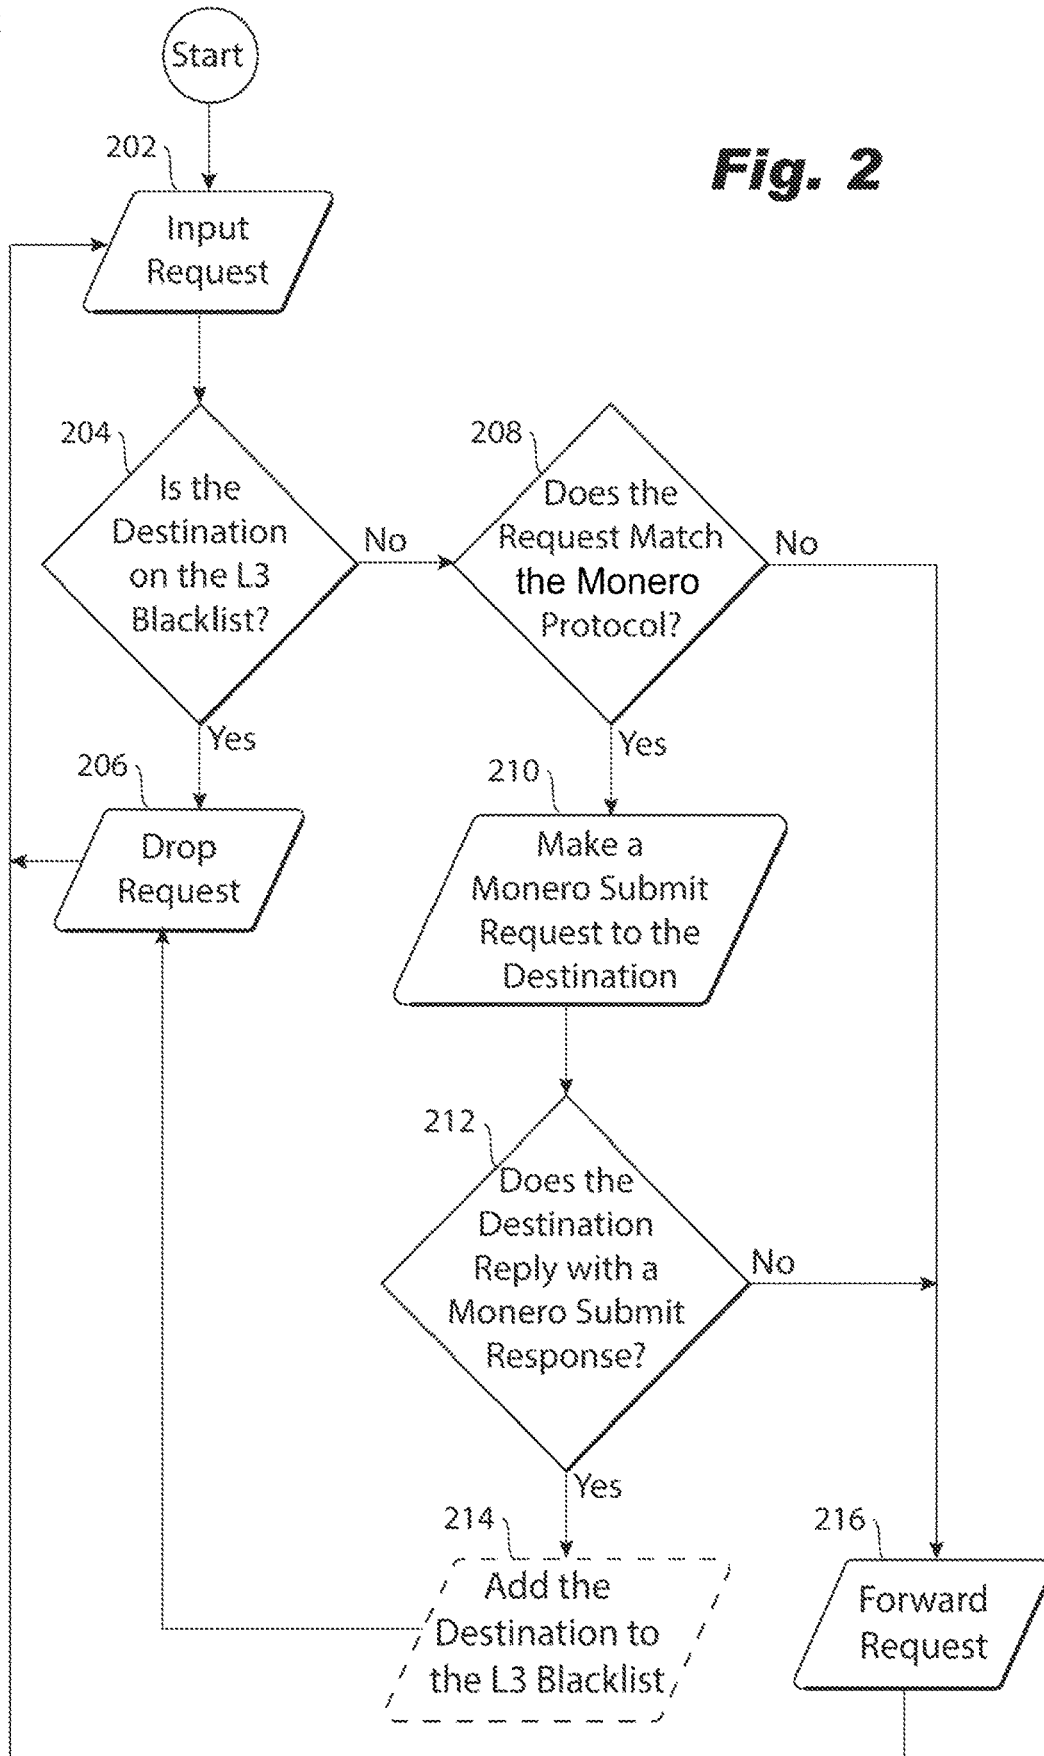 Start
Fig. 2
202
Input
Request
204
Is the
Destination
on the L3
Blacklist?
No
Yes
208
Does the
Request Match
the Monero
Protocol?
No
Yes
206
Drop
Request
210
Make a
Monero Submit
Request to the
Destination
212
Does the
Destination
Reply with a
Monero Submit
Response?
No
Yes
214
Add the
Destination to
the L3 Blacklist
216
Forward
Request